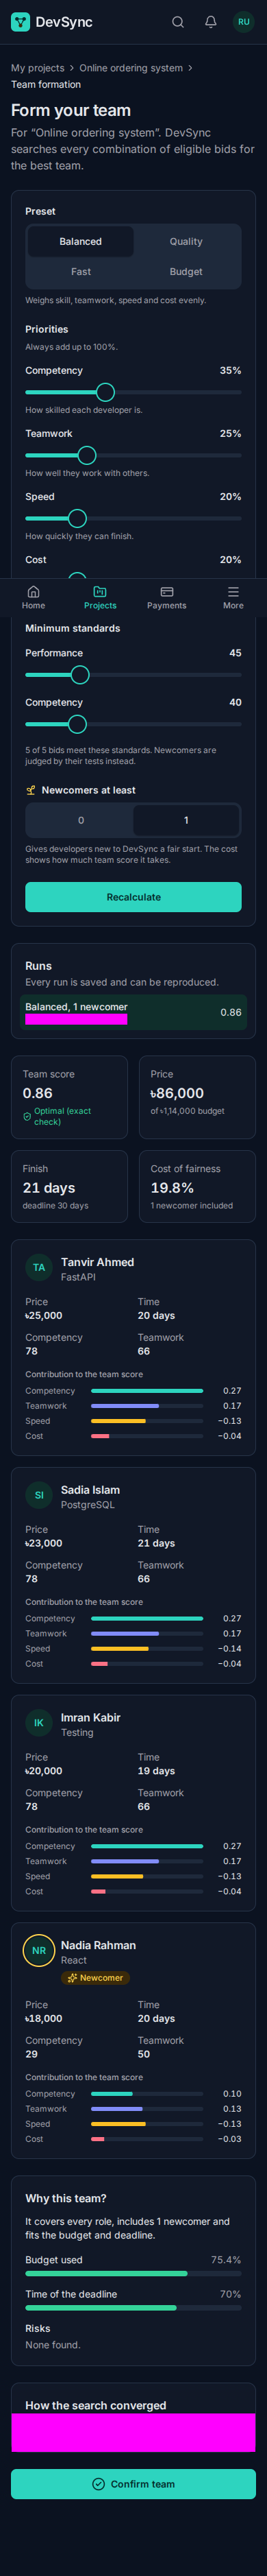 DevSync
RU
My projects > Online ordering system >
Team formation
Form your team
For “Online ordering system”. DevSync
searches every combination of eligible bids for
the best team.
Preset
Balanced
Quality
Fast
Budget
Weighs skill, teamwork, speed and cost evenly.
Priorities
Always add up to 100%.
Competency 35%
How skilled each developer is.
Teamwork 25%
How well they work with others.
Speed 20%
How quickly they can finish.
Cost 20%
Home
Projects
Payments
More
Minimum standards
Performance 45
Competency 40
5 of 5 bids meet these standards. Newcomers are
judged by their tests instead.
Newcomers at least
0
1
Gives developers new to DevSync a fair start. The cost
shows how much team score it takes.
Recalculate
Runs
Every run is saved and can be reproduced.
Balanced, 1 newcomer
0.86
Team score
0.86
Optimal (exact
check)
Price
৳86,000
of ৳1,14,000 budget
Finish
21 days
deadline 30 days
Cost of fairness
19.8%
1 newcomer included
TA
Tanvir Ahmed
FastAPI
Price
৳25,000
Time
20 days
Competency
78
Teamwork
66
Contribution to the team score
Competency 0.27
Teamwork 0.17
Speed −0.13
Cost −0.04
SI
Sadia Islam
PostgreSQL
Price
৳23,000
Time
21 days
Competency
78
Teamwork
66
Contribution to the team score
Competency 0.27
Teamwork 0.17
Speed −0.14
Cost −0.04
IK
Imran Kabir
Testing
Price
৳20,000
Time
19 days
Competency
78
Teamwork
66
Contribution to the team score
Competency 0.27
Teamwork 0.17
Speed −0.13
Cost −0.04
NR
Nadia Rahman
React
Newcomer
Price
৳18,000
Time
20 days
Competency
29
Teamwork
50
Contribution to the team score
Competency 0.10
Teamwork 0.13
Speed −0.13
Cost −0.03
Why this team?
It covers every role, includes 1 newcomer and
fits the budget and deadline.
Budget used 75.4%
Time of the deadline 70%
Risks
None found.
How the search converged
Confirm team